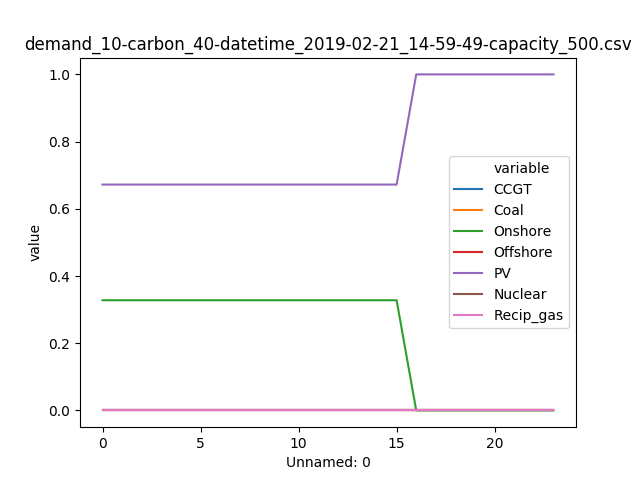 demand_10-carbon_40-datetime_2019-02-21_14-59-49-capacity_500.csv
1.0
0.8
0.6
0.4
0.2
0.0
value
variable
CCGT
Coal
Onshore
Offshore
PV
Nuclear
Recip_gas
0 5 10 15 20
Unnamed: 0